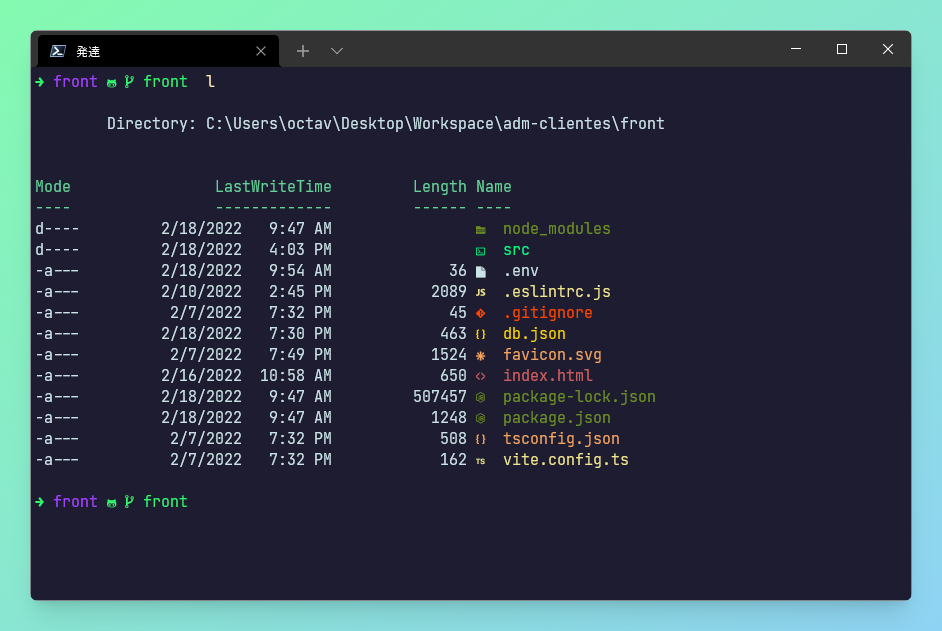 発達
front front l
Directory: C:\Users\octav\Desktop\Workspace\adm-clientes\front
Mode LastWriteTime Length Name
---- ------------- ------ ----
d---- 2/18/2022 9:47 AM node_modules
d---- 2/18/2022 4:03 PM src
-a--- 2/18/2022 9:54 AM 36 .env
-a--- 2/10/2022 2:45 PM 2089 JS .eslintrc.js
-a--- 2/7/2022 7:32 PM 45 .gitignore
-a--- 2/18/2022 7:30 PM 463 {} db.json
-a--- 2/7/2022 7:49 PM 1524 favicon.svg
-a--- 2/16/2022 10:58 AM 650 <> index.html
-a--- 2/18/2022 9:47 AM 507457 package-lock.json
-a--- 2/18/2022 9:47 AM 1248 package.json
-a--- 2/7/2022 7:32 PM 508 {} tsconfig.json
-a--- 2/7/2022 7:32 PM 162 TS vite.config.ts
front front